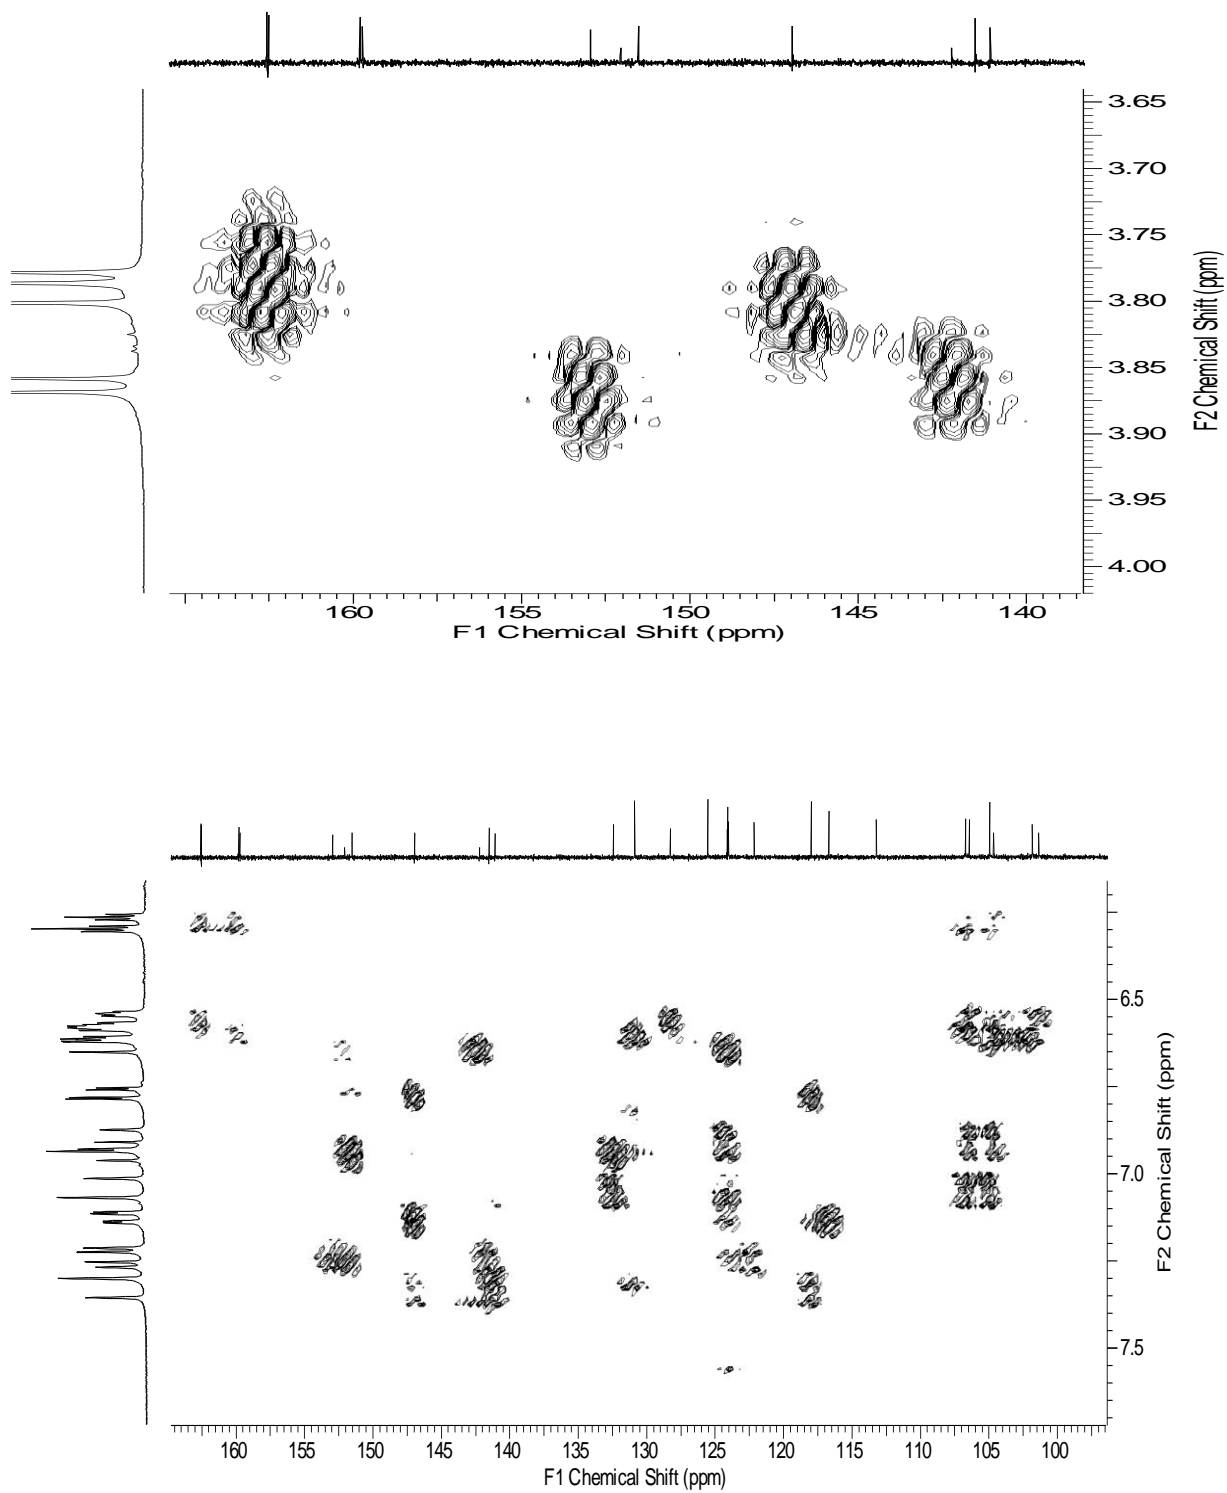 3.65
3.70
3.75
3.80
3.85
3.90
3.95
4.00
F2 Chemical Shift (ppm)
160 155 150 145 140
F1 Chemical Shift (ppm)
6.5
7.0
7.5
F2 Chemical Shift (ppm)
160 155 150 145 140 135 130 125 120 115 110 105 100
F1 Chemical Shift (ppm)